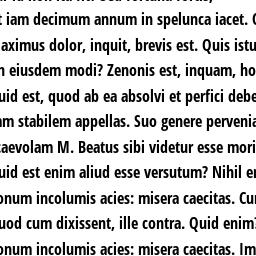 t iam decimum annum in spelunca iacet.
aximus dolor, inquit, brevis est. Quis istu
n eiusdem modi? Zenonis est, inquam, ho
uid est, quod ab ea absolvi et perfici debe
am stabilem appellas. Suo genere pervenia
caevolam M. Beatus sibi videtur esse mori
uid est enim aliud esse versutum? Nihil en
onum incolumis acies: misera caecitas. Cu
uod cum dixissent, ille contra. Quid enim?
onum incolumis acies: misera caecitas. Im